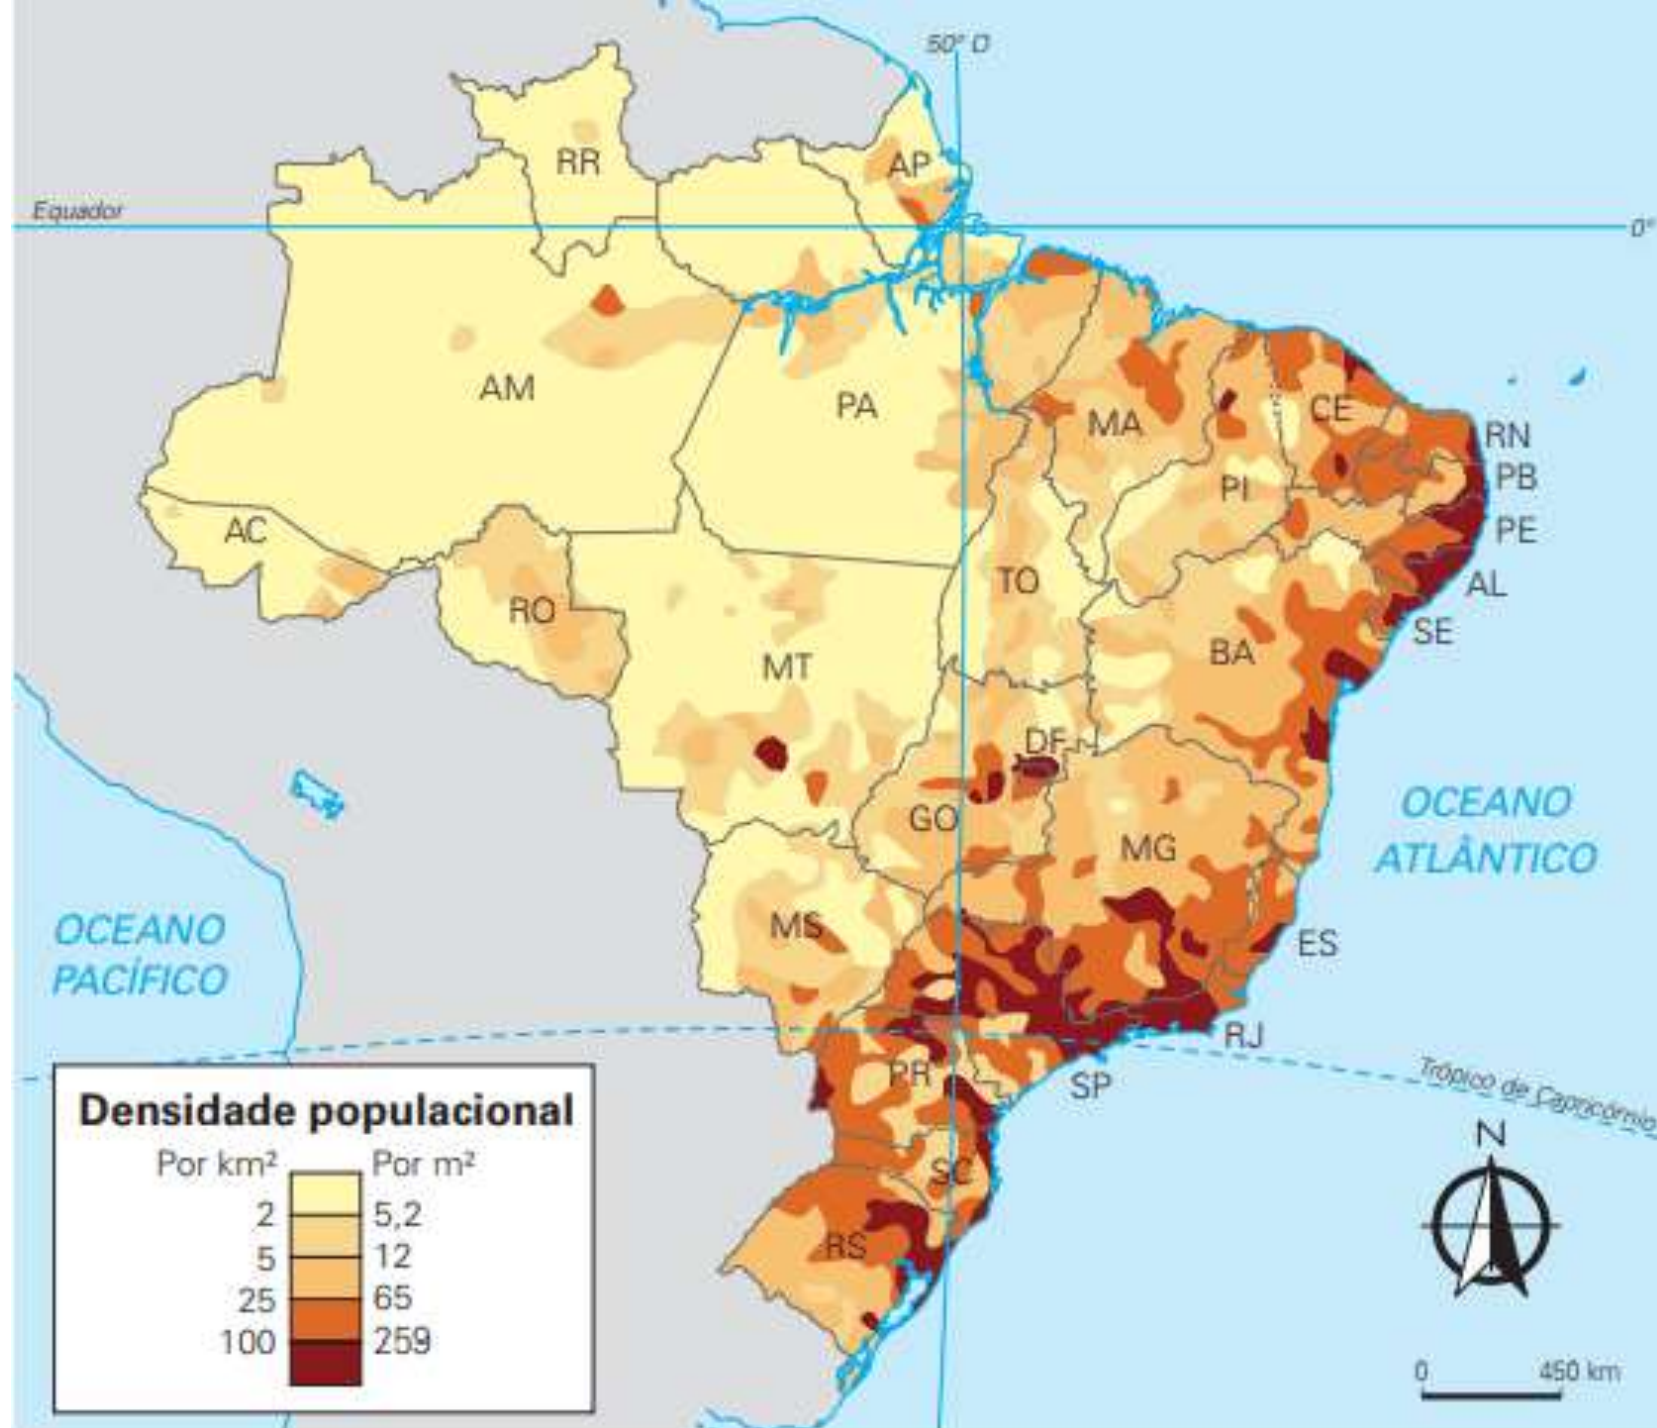 50° O
RR
AP
Equador
0°
AM
PA
MA
CE
RN
PB
PI
PE
AC
TO
AL
RO
SE
BA
MT
DF
GO
MG
OCEANO
ATLÂNTICO
OCEANO
PACÍFICO
MS
ES
RJ
SP
PR
Trópico de Capricórnio
SC
RS
N
0 450 km
Densidade populacional
Por km² Por m²
2 5,2
5 12
25 65
100 259